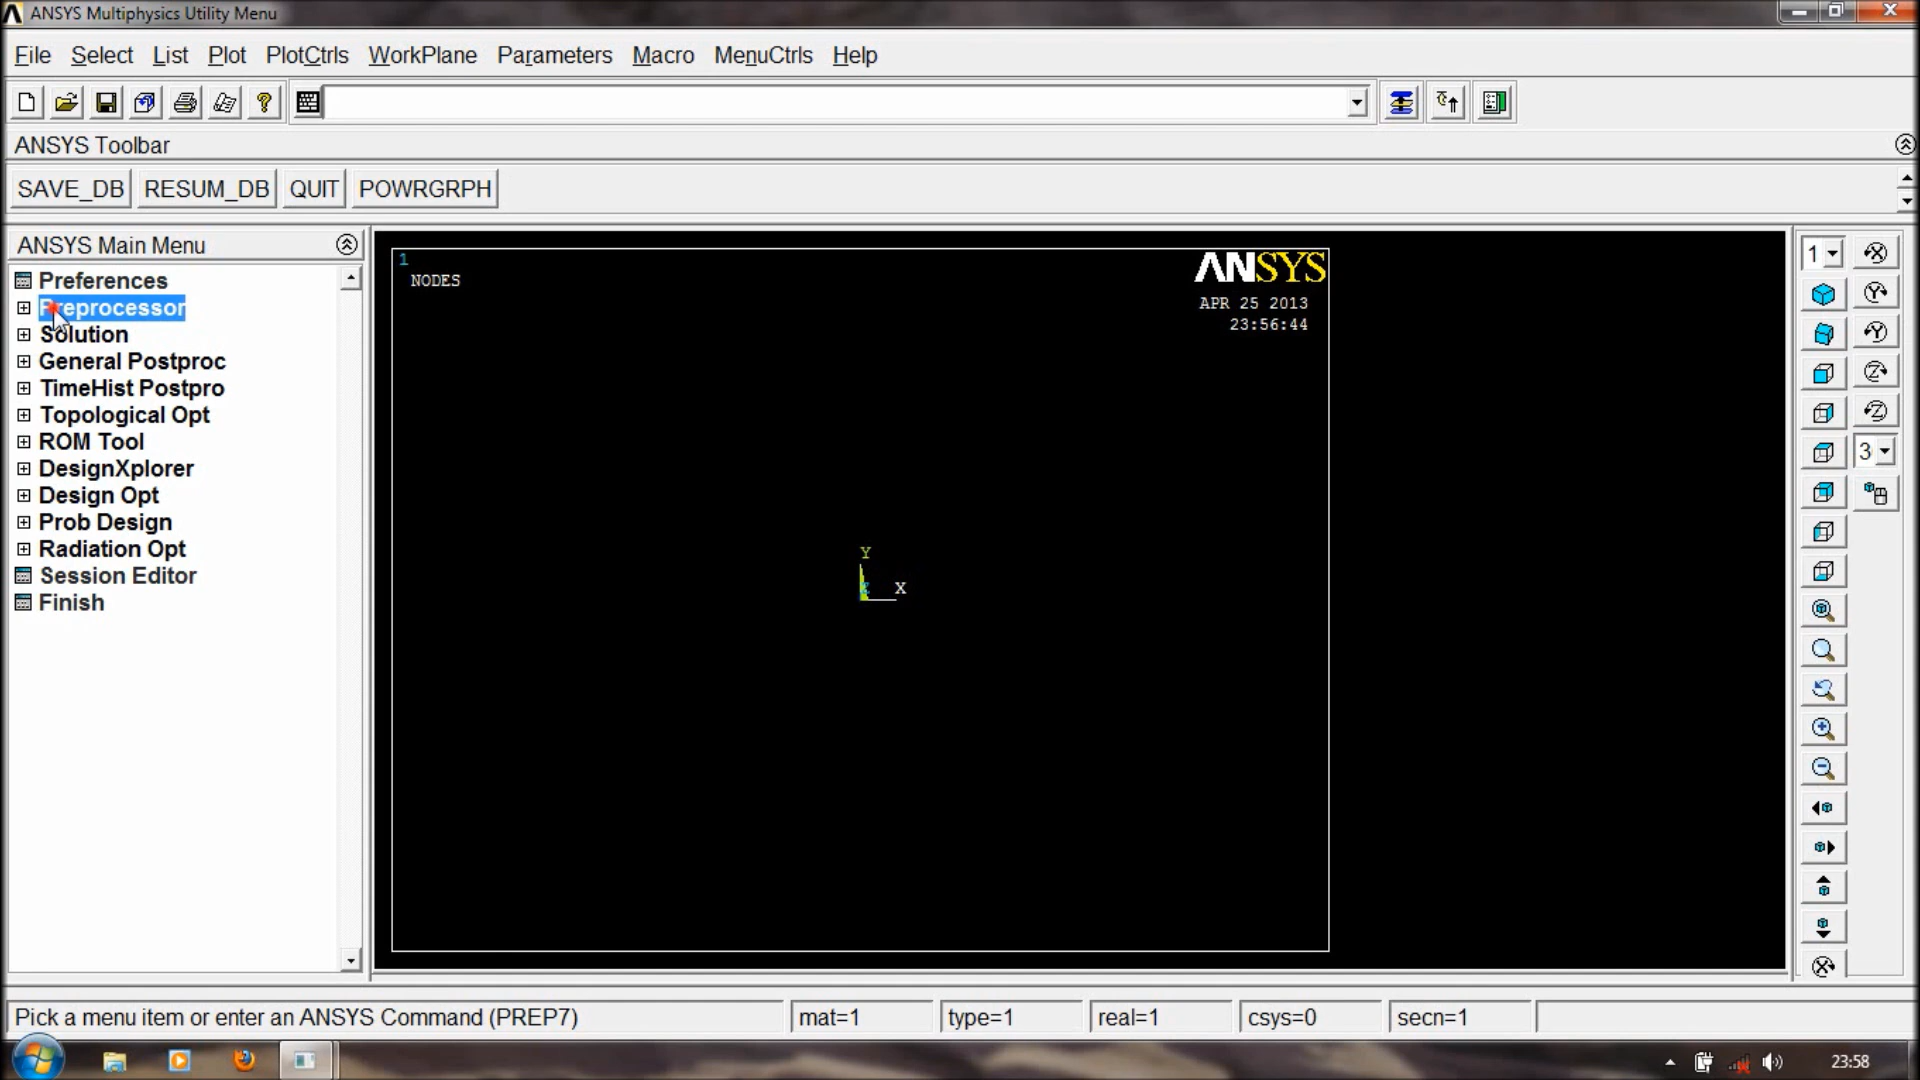 ANSYS Multiphysics Utility Menu
File Select List Plot PlotCtrls WorkPlane Parameters Macro MenuCtrls Help
ANSYS Toolbar
SAVE_DB RESUM_DB QUIT POWRGRPH
ANSYS Main Menu
Preferences
Preprocessor
Solution
General Postproc
TimeHist Postpro
Topological Opt
ROM Tool
DesignXplorer
Design Opt
Prob Design
Radiation Opt
Session Editor
Finish
1
NODES
ANSYS
APR 25 2013
23:56:44
Y
X
1
X
Y
Y
Z
Z
3
X
Pick a menu item or enter an ANSYS Command (PREP7)
mat=1
type=1
real=1
csys=0
secn=1
23:58